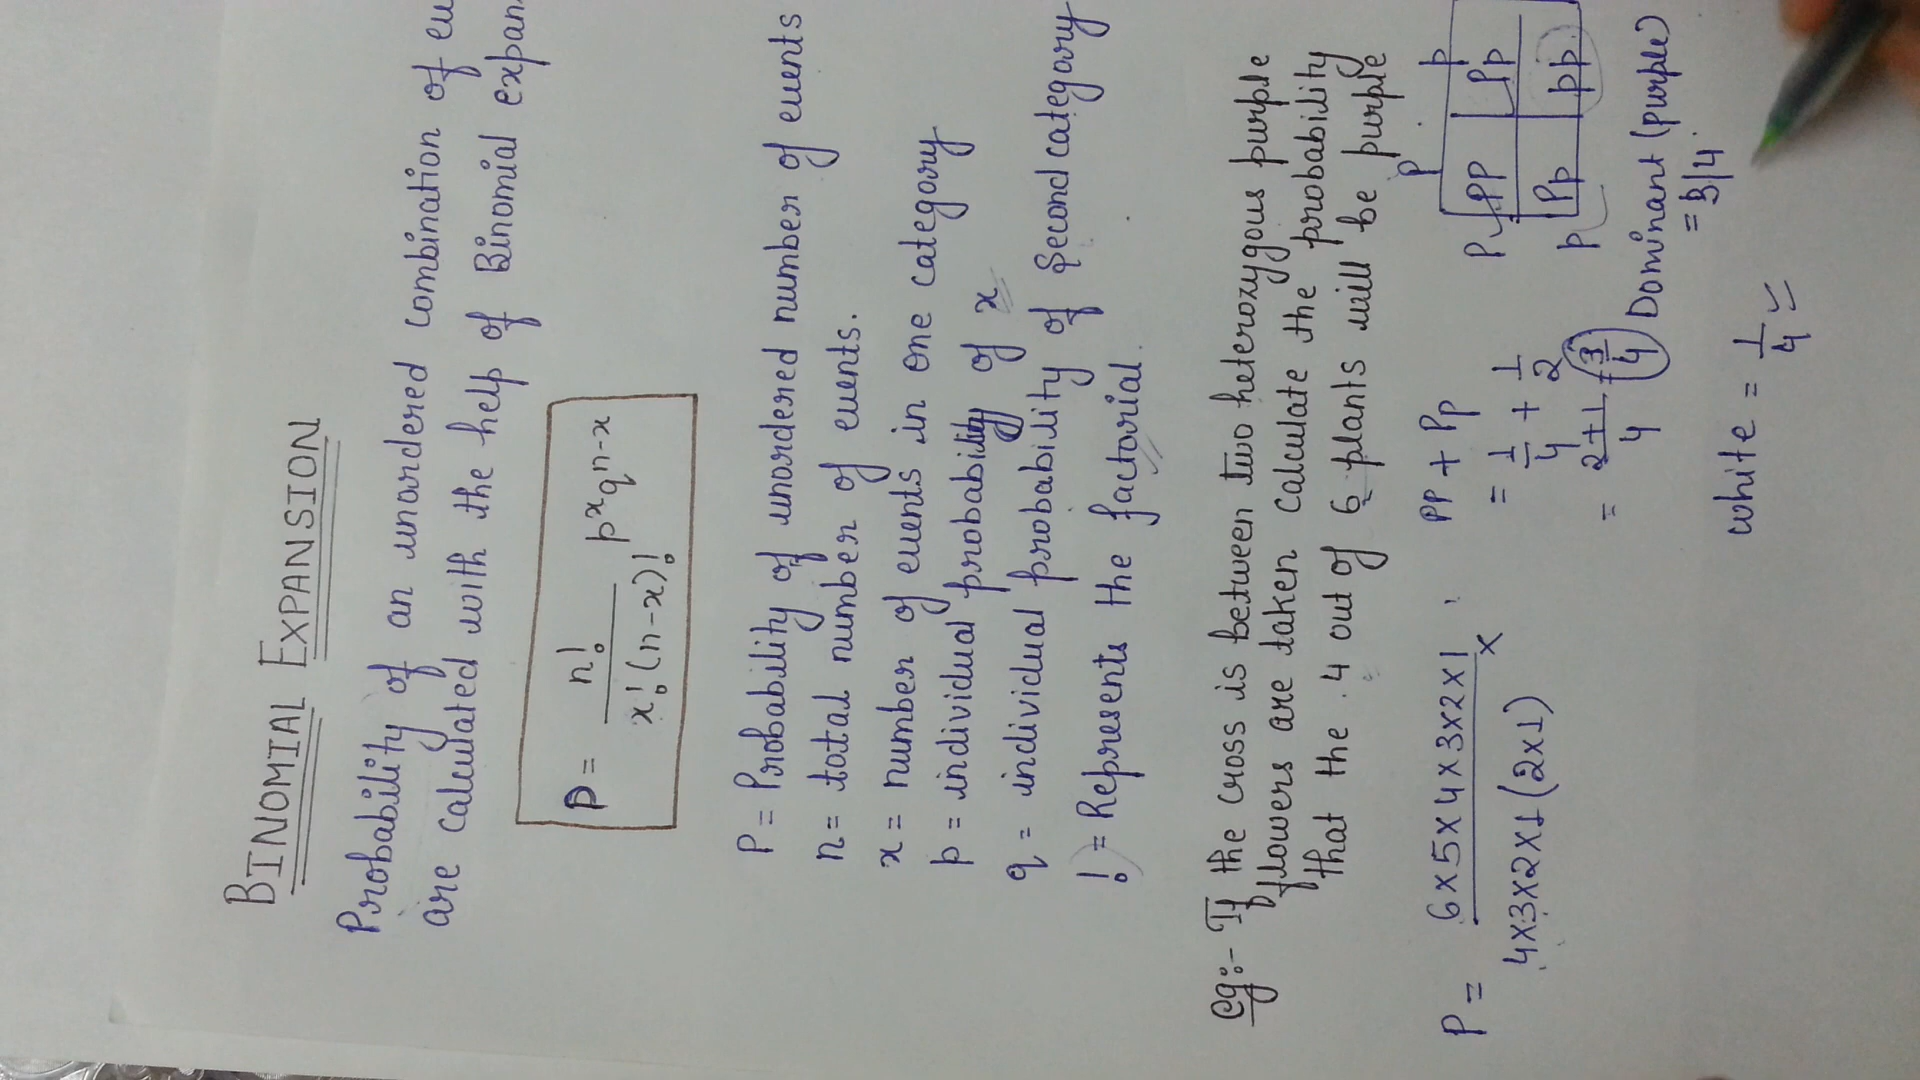 BINOMIAL EXPANSION
Probability of an unordered combination of
are calculated with the help of Binomial
P = n! / x! (n-x)! p^x q^n-x
P = Probability of unordered number of events
n = total number of events.
x = number of events in one category
p = individual probability of x
q = individual probability of second category
! = Represents the factorial.
eg:- If the cross is between two heterozygous purple
flowers are taken calculate the probability
that the 4 out of 6 plants will be purple
P = 6x5x4x3x2x1 / 4x3x2x1(2x1) x
PP + Pp
= 1/4 + 1/2
= 2+1/4 = 3/4 Dominant (purple)
= 3/4
white = 1/4
P p
P PP Pp
p Pp pp